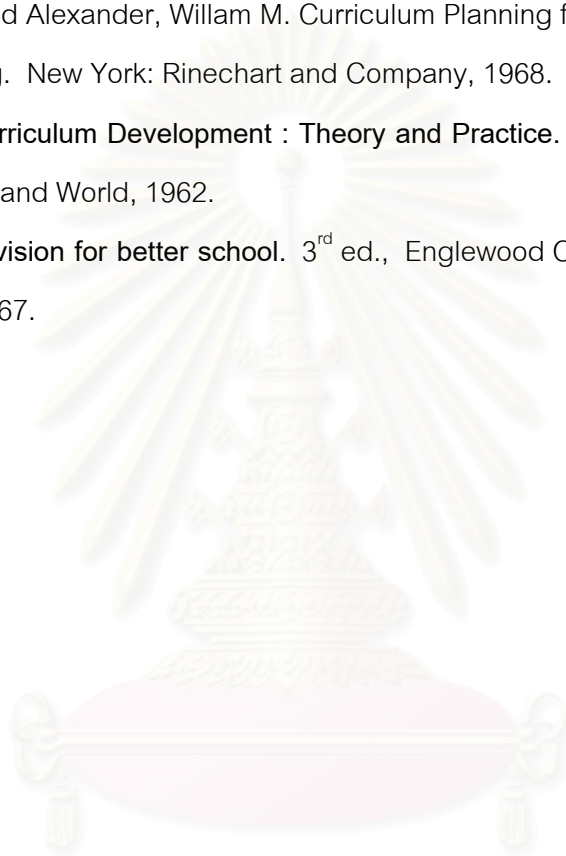 d Alexander, Willam M. Curriculum Planning f
g. New York: Rinechart and Company, 1968.
rriculum Development : Theory and Practice.
and World, 1962.
vision for better school. 3rd ed., Englewood C
67.